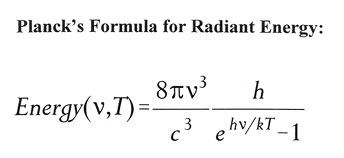 Planck's Formula for Radiant Energy:
Energy(ν,T)= 8πν³/c³ h/(e^(hν/kT) –1)